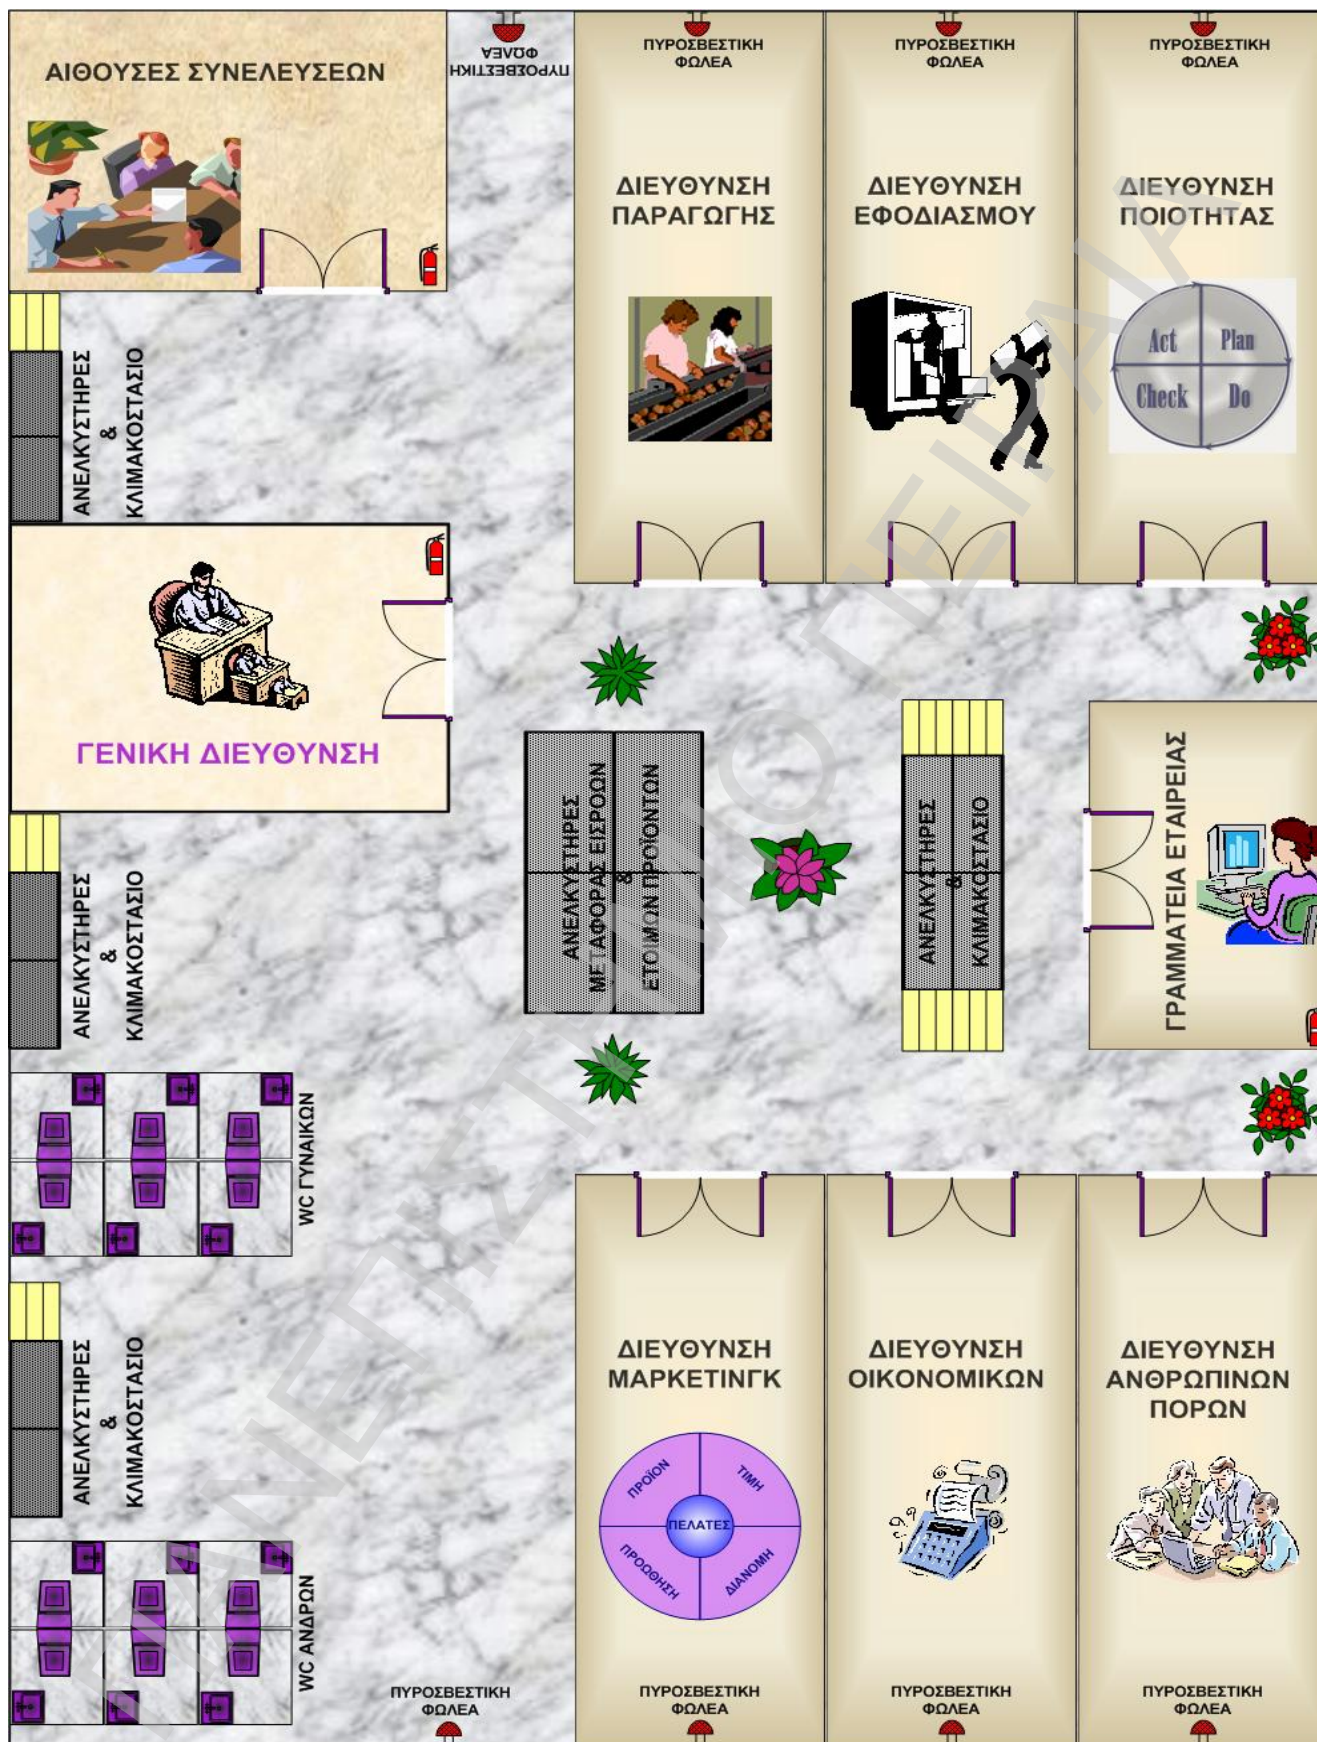 ΑΙΘΟΥΣΕΣ ΣΥΝΕΛΕΥΣΕΩΝ
ΠΥΡΟΣΒΕΣΤΙΚΗ
ΦΩΛΕΑ
ΠΥΡΟΣΒΕΣΤΙΚΗ
ΦΩΛΕΑ
ΠΥΡΟΣΒΕΣΤΙΚΗ
ΦΩΛΕΑ
ΠΥΡΟΣΒΕΣΤΙΚΗ
ΦΩΛΕΑ
ΔΙΕΥΘΥΝΣΗ
ΠΑΡΑΓΩΓΗΣ
ΔΙΕΥΘΥΝΣΗ
ΕΦΟΔΙΑΣΜΟΥ
ΔΙΕΥΘΥΝΣΗ
ΠΟΙΟΤΗΤΑΣ
Act
Plan
Check
Do
ΑΝΕΛΚΥΣΤΗΡΕΣ
&
ΚΛΙΜΑΚΟΣΤΑΣΙΟ
ΓΕΝΙΚΗ ΔΙΕΥΘΥΝΣΗ
ΑΝΕΛΚΥΣΤΗΡΕΣ
ΜΕΤΑΦΟΡΑΣ ΕΙΣΡΟΩΝ
&
ΕΤΟΙΜΩΝ ΠΡΟΪΟΝΤΩΝ
ΑΝΕΛΚΥΣΤΗΡΕΣ
&
ΚΛΙΜΑΚΟΣΤΑΣΙΟ
ΓΡΑΜΜΑΤΕΙΑ ΕΤΑΙΡΕΙΑΣ
ΑΝΕΛΚΥΣΤΗΡΕΣ
&
ΚΛΙΜΑΚΟΣΤΑΣΙΟ
WC ΓΥΝΑΙΚΩΝ
ΑΝΕΛΚΥΣΤΗΡΕΣ
&
ΚΛΙΜΑΚΟΣΤΑΣΙΟ
WC ΑΝΔΡΩΝ
ΔΙΕΥΘΥΝΣΗ
ΜΑΡΚΕΤΙΝΓΚ
ΠΡΟΪΟΝ
ΤΙΜΗ
ΠΕΛΑΤΕΣ
ΠΡΟΩΘΗΣΗ
ΔΙΑΝΟΜΗ
ΔΙΕΥΘΥΝΣΗ
ΟΙΚΟΝΟΜΙΚΩΝ
ΔΙΕΥΘΥΝΣΗ
ΑΝΘΡΩΠΙΝΩΝ
ΠΟΡΩΝ
ΠΥΡΟΣΒΕΣΤΙΚΗ
ΦΩΛΕΑ
ΠΥΡΟΣΒΕΣΤΙΚΗ
ΦΩΛΕΑ
ΠΥΡΟΣΒΕΣΤΙΚΗ
ΦΩΛΕΑ
ΠΥΡΟΣΒΕΣΤΙΚΗ
ΦΩΛΕΑ
ΠΑΝΕΠΙΣΤΗΜΙΟ ΠΕΙΡΑΙΑ